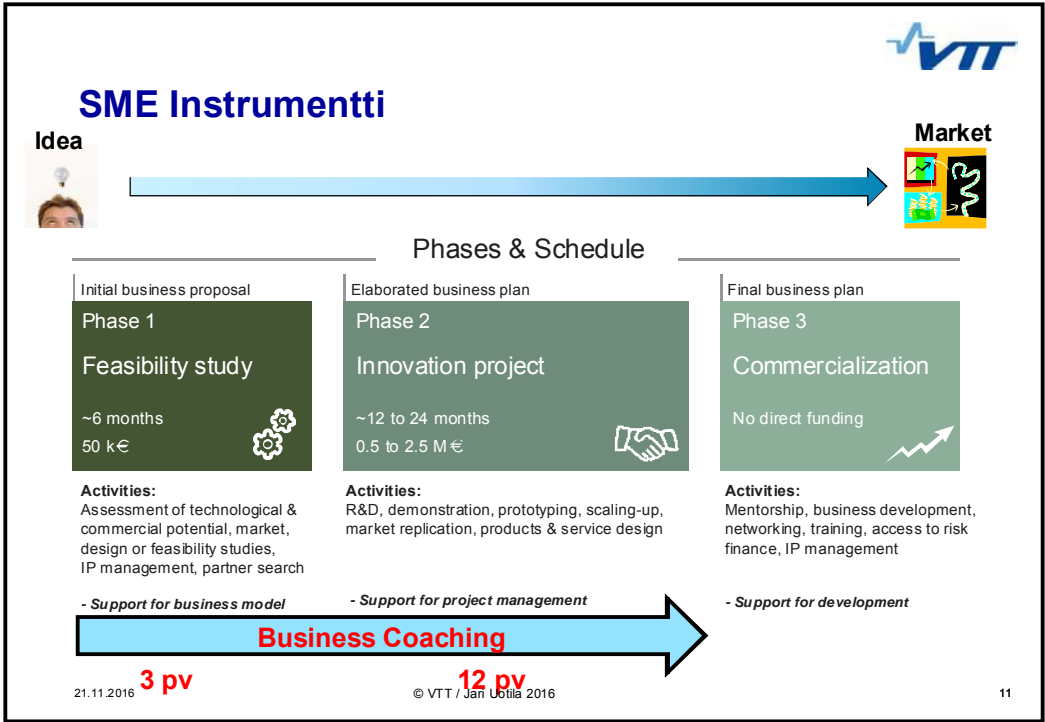 VTT
SME Instrumentti
Idea
Market
Phases & Schedule
Initial business proposal
Phase 1
Feasibility study
~6 months
50 k€
Activities:
Assessment of technological &
commercial potential, market,
design or feasibility studies,
IP management, partner search
- Support for business model
Elaborated business plan
Phase 2
Innovation project
~12 to 24 months
0.5 to 2.5 M€
Activities:
R&D, demonstration, prototyping, scaling-up,
market replication, products & service design
- Support for project management
Final business plan
Phase 3
Commercialization
No direct funding
Activities:
Mentorship, business development,
networking, training, access to risk
finance, IP management
- Support for development
Business Coaching
3 pv
12 pv
21.11.2016
© VTT / Jari Uotila 2016
11